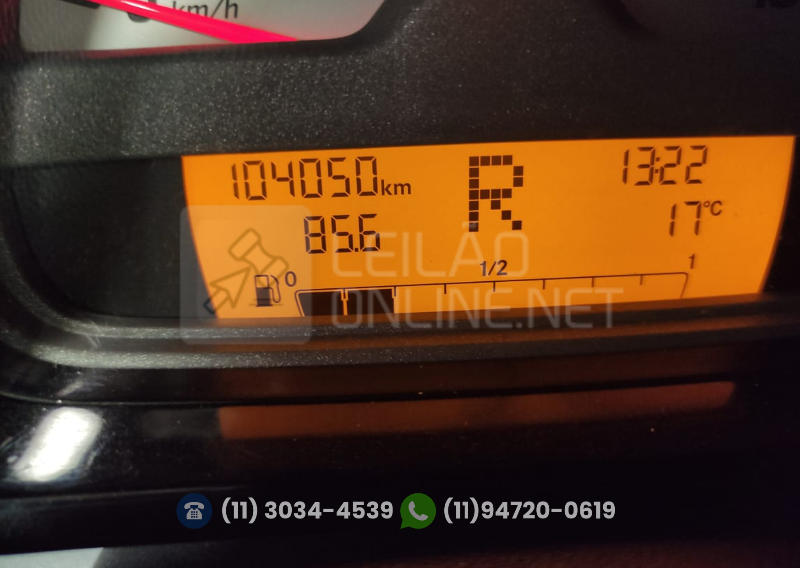 km/h
104050km R 13:22
85.6 17°C
LEILÃO
ONLINE.NET
0 1/2 1
(11) 3034-4539 (11)94720-0619